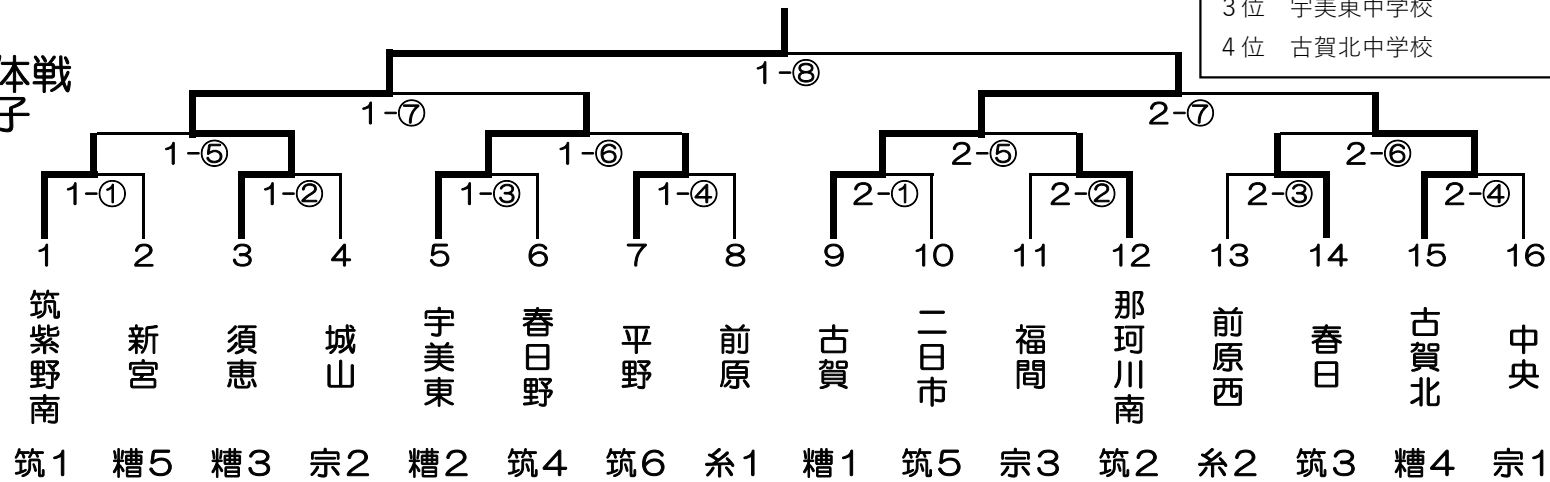 3位 宇美東中学校
4位 古賀北中学校
体戦
子
1-⑧
1-⑦ 2-⑦
1-⑤ 1-⑥ 2-⑤ 2-⑥
1-① 1-② 1-③ 1-④ 2-① 2-② 2-③ 2-④
1 2 3 4 5 6 7 8 9 10 11 12 13 14 15 16
筑紫野南 新宮 須恵 城山 宇美東 春日野 平野 前原 古賀 二日市 福間 那珂川南 前原西 春日 古賀北 中央
筑1 糟5 糟3 宗2 糟2 筑4 筑6 糸1 糟1 筑5 宗3 筑2 糸2 筑3 糟4 宗1